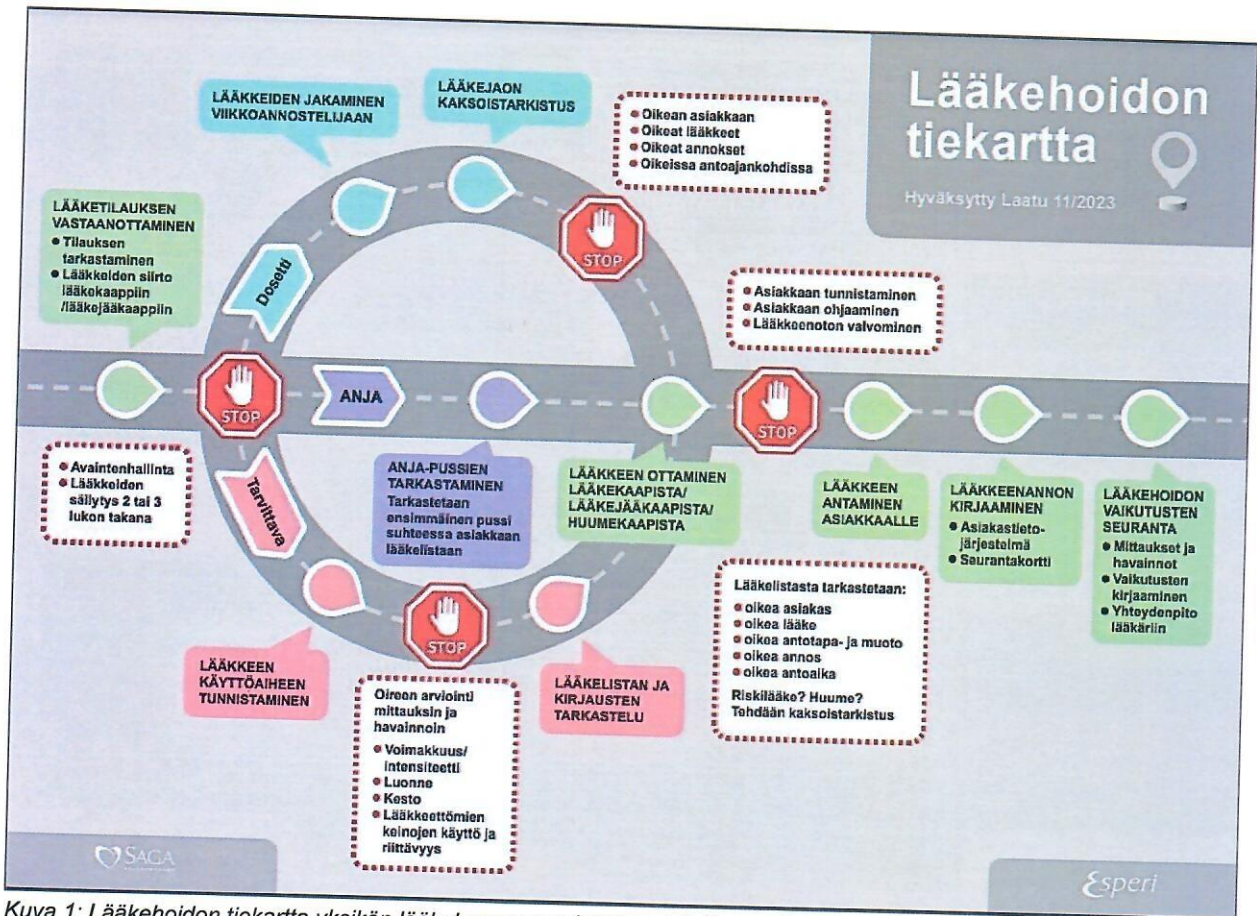 Lääkehoidon
tiekartta
Hyväksytty Laatu 11/2023
LÄÄKETILAUKSEN
VASTAANOTTAMINEN
● Tilauksen
tarkastaminen
● Lääkkeiden siirto
lääkekaappiin
/lääkejääkaappiin
STOP
● Avaintenhallinta
● Lääkkeiden
säilytys 2 tai 3
lukon takana
Dosetti
LÄÄKKEIDEN JAKAMINEN
VIIKKOANNOSTELIJAAN
LÄÄKEJAON
KAKSOISTARKISTUS
STOP
● Oikean asiakkaan
● Oikeat lääkkeet
● Oikeat annokset
● Oikeissa antoajankohdissa
ANJA
ANJA-PUSSIEN
TARKASTAMINEN
Tarkastetaan
ensimmäinen pussi
suhteessa asiakkaan
lääkelistaan
Tarvittava
LÄÄKKEEN
KÄYTTÖAIHEEN
TUNNISTAMINEN
STOP
Oireen arviointi
mittauksin ja
havainnoin
● Voimakkuus/
intensiteetti
● Luonne
● Kesto
● Lääkkeettömien
keinojen käyttö ja
riittävyys
LÄÄKELISTAN JA
KIRJAUSTEN
TARKASTELU
LÄÄKKEEN OTTAMINEN
LÄÄKEKAAPISTA/
LÄÄKEJÄÄKAAPISTA/
HUUMEKAAPISTA
● Asiakkaan tunnistaminen
● Asiakkaan ohjaaminen
● Lääkkeenoton valvominen
STOP
Lääkelistasta tarkastetaan:
● oikea asiakas
● oikea lääke
● oikea antotapa- ja muoto
● oikea annos
● oikea antoaika
Riskilääke? Huume?
Tehdään kaksoistarkistus
LÄÄKKEEN
ANTAMINEN
ASIAKKAALLE
LÄÄKKEENANNON
KIRJAAMINEN
● Asiakastieto-
järjestelmä
● Seurantakortti
LÄÄKEHOIDON
VAIKUTUSTEN
SEURANTA
● Mittaukset ja
havainnot
● Vaikutusten
kirjaaminen
● Yhteydenpito
lääkäriin
SAGA
Esperi
Kuva 1: Lääkehoidon tiekartta